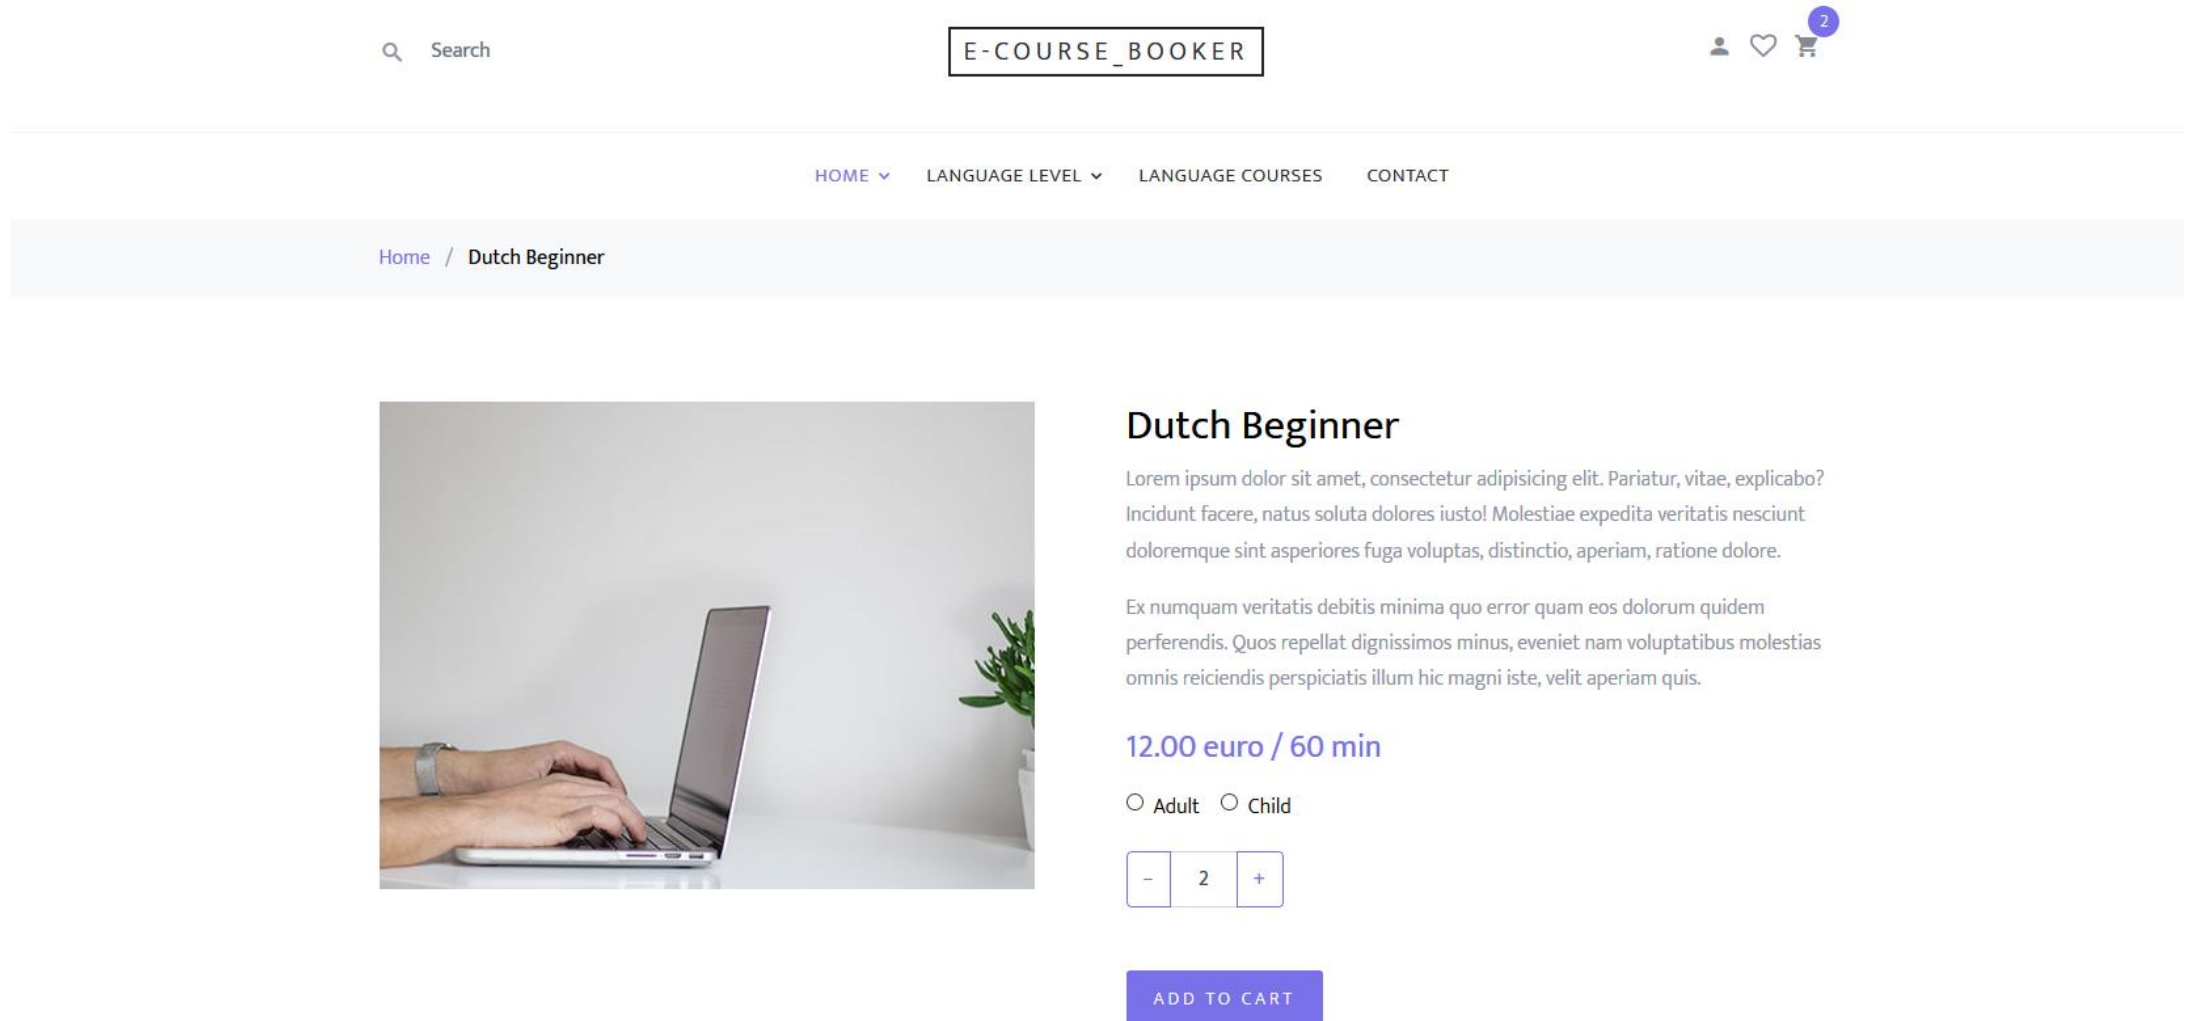 Search
E-COURSE_BOOKER
2
HOME
LANGUAGE LEVEL
LANGUAGE COURSES
CONTACT
Home / Dutch Beginner
Dutch Beginner
Lorem ipsum dolor sit amet, consectetur adipisicing elit. Pariatur, vitae, explicabo?
Incidunt facere, natus soluta dolores iusto! Molestiae expedita veritatis nesciunt
doloremque sint asperiores fuga voluptas, distinctio, aperiam, ratione dolore.
Ex numquam veritatis debitis minima quo error quam eos dolorum quidem
perferendis. Quos repellat dignissimos minus, eveniet nam voluptatibus molestias
omnis reiciendis perspiciatis illum hic magni iste, velit aperiam quis.
12.00 euro / 60 min
Adult Child
− 2 +
ADD TO CART